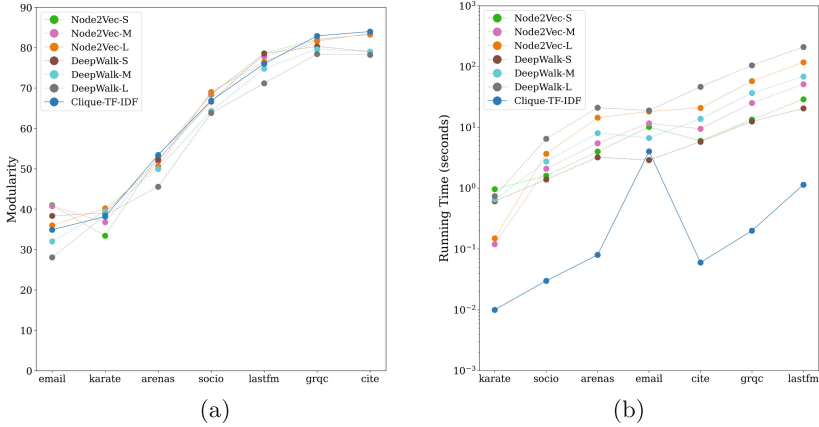 90
80
70
60
50
40
30
20
10
0
Modularity
Node2Vec-S
Node2Vec-M
Node2Vec-L
DeepWalk-S
DeepWalk-M
DeepWalk-L
Clique-TF-IDF
email karate arenas socio lastfm grqc cite
(a)
10³
10²
10¹
10⁰
10⁻¹
10⁻²
10⁻³
Running Time (seconds)
Node2Vec-S
Node2Vec-M
Node2Vec-L
DeepWalk-S
DeepWalk-M
DeepWalk-L
Clique-TF-IDF
karate socio arenas email cite grqc lastfm
(b)